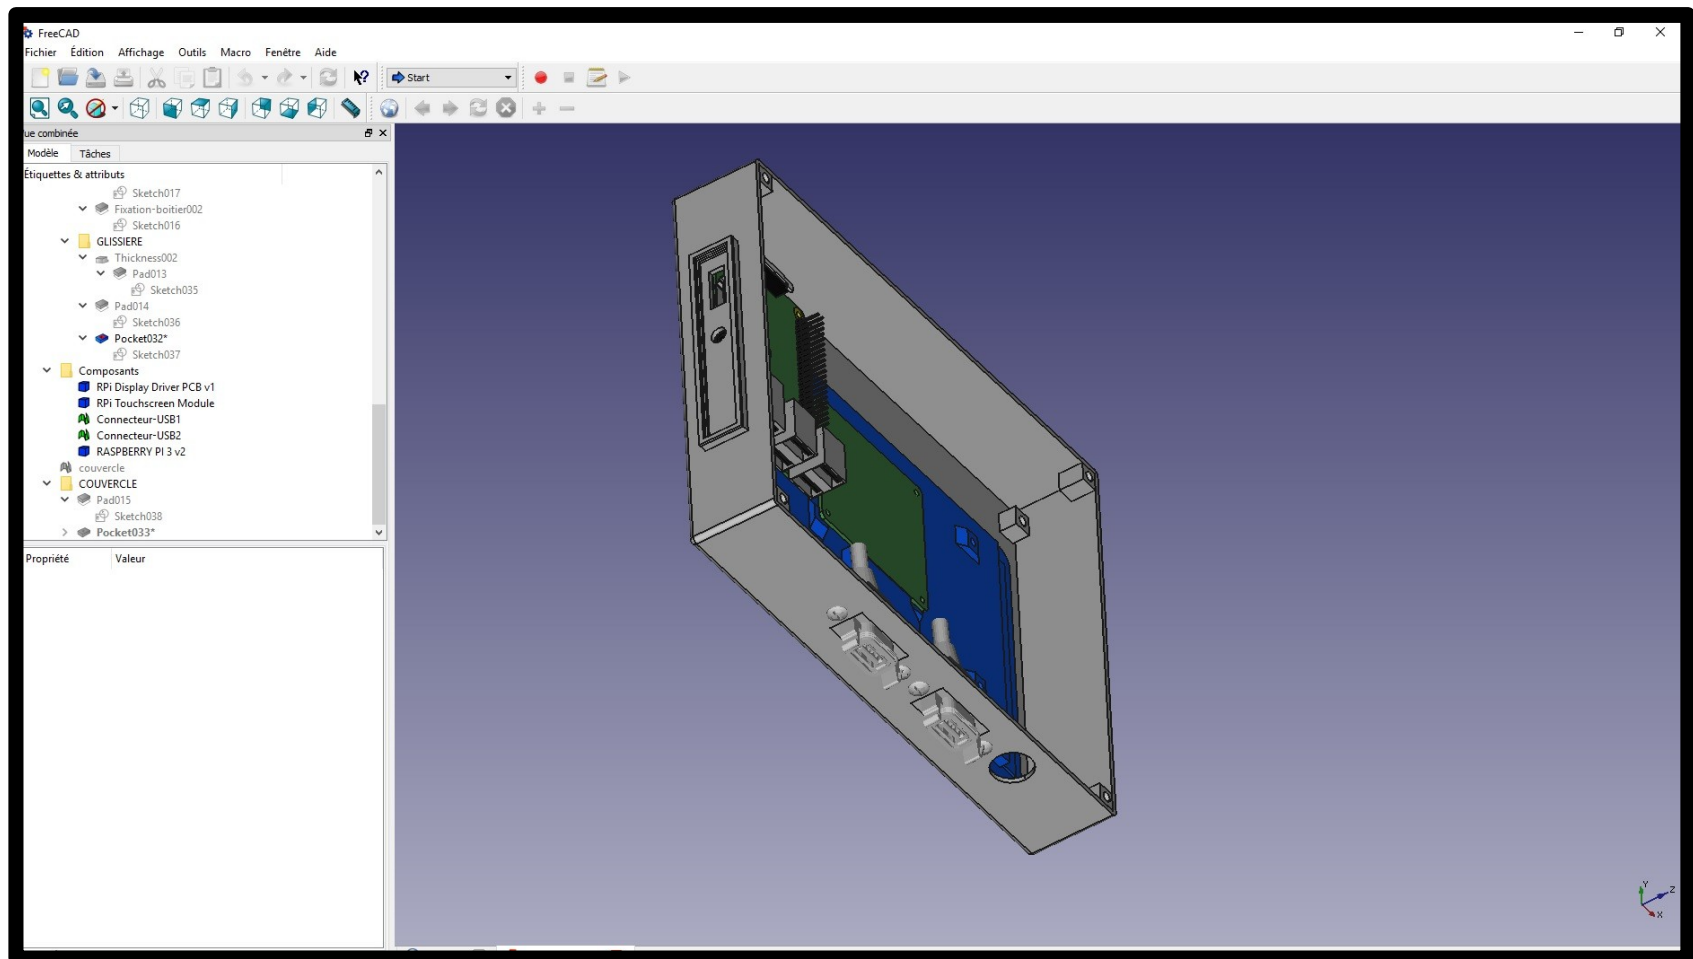 FreeCAD
Fichier Édition Affichage Outils Macro Fenêtre Aide
Start
ue combinée
Modèle Tâches
Étiquettes & attributs
Sketch017
Fixation-boitier002
Sketch016
GLISSIERE
Thickness002
Pad013
Sketch035
Pad014
Sketch036
Pocket032*
Sketch037
Composants
RPi Display Driver PCB v1
RPi Touchscreen Module
Connecteur-USB1
Connecteur-USB2
RASPBERRY PI 3 v2
couvercle
COUVERCLE
Pad015
Sketch038
Pocket033*
Propriété Valeur
Y
Z
X